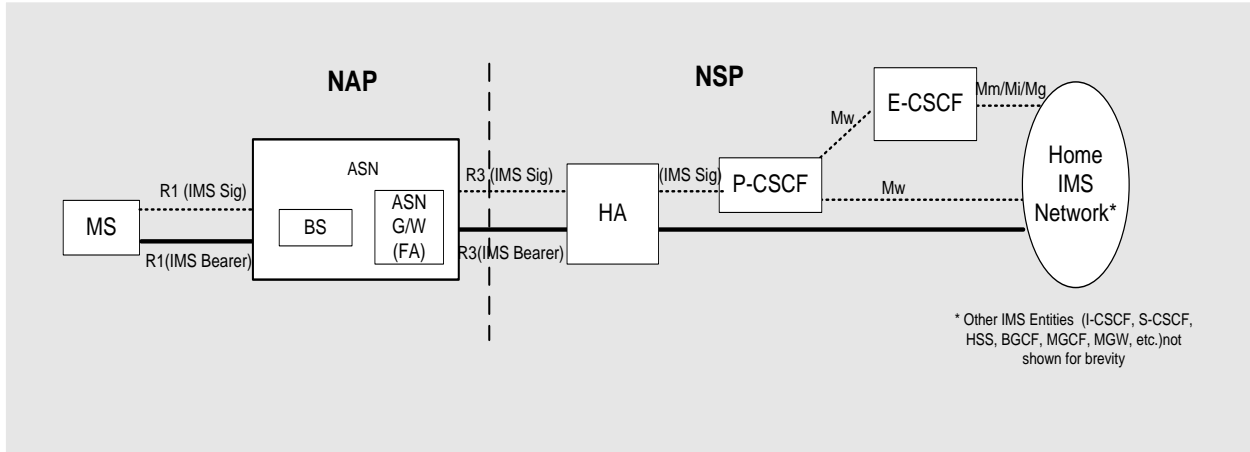 NAP
NSP
E-CSCF
Mm/Mi/Mg
Mw
ASN
R1 (IMS Sig)
R3 (IMS Sig)
(IMS Sig)
P-CSCF
Mw
Home
IMS
Network*
MS
BS
ASN
G/W
(FA)
HA
R1(IMS Bearer)
R3(IMS Bearer)
* Other IMS Entities (I-CSCF, S-CSCF,
HSS, BGCF, MGCF, MGW, etc.)not
shown for brevity